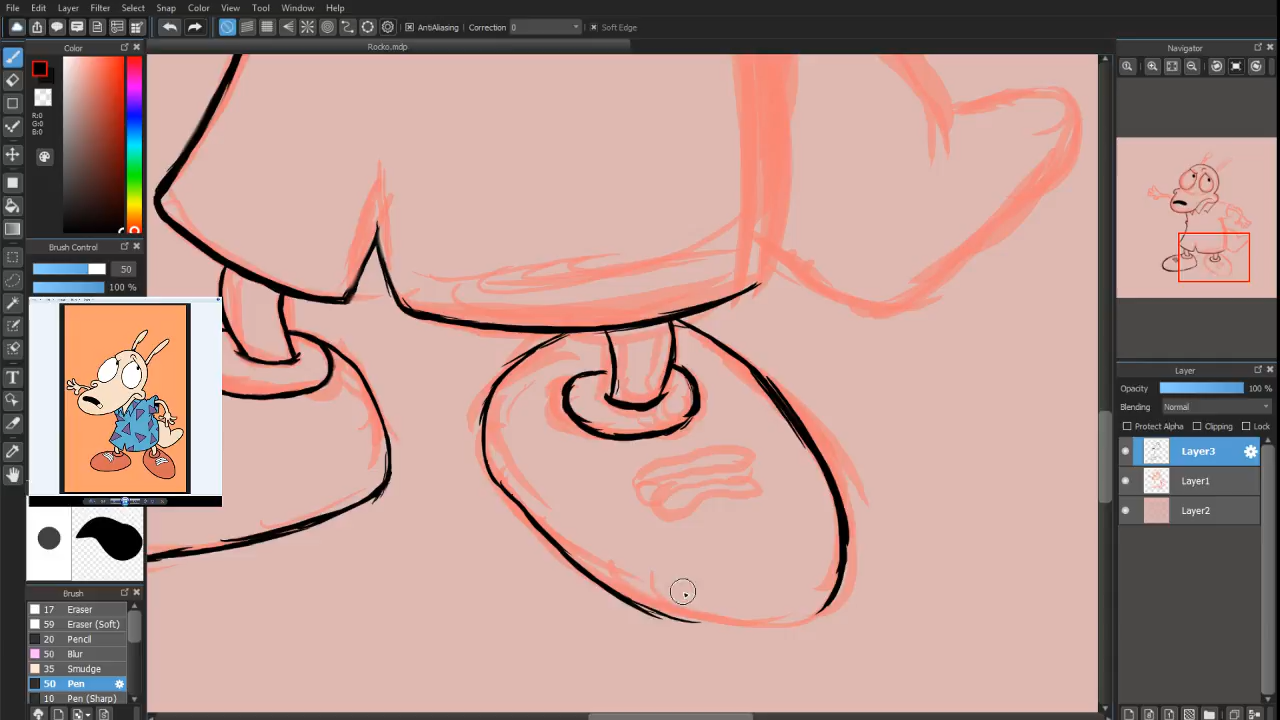 File Edit Layer Filter Select Snap Color View Tool Window Help
AntiAliasing Correction 0 Soft Edge
Color
Rocko.mdp
Navigator
R:0
G:0
B:0
Brush Control
50
100 %
Brush
17 Eraser
59 Eraser (Soft)
20 Pencil
50 Blur
35 Smudge
50 Pen
10 Pen (Sharp)
Layer
Opacity 100 %
Blending Normal
Protect Alpha Clipping Lock
Layer3
Layer1
Layer2